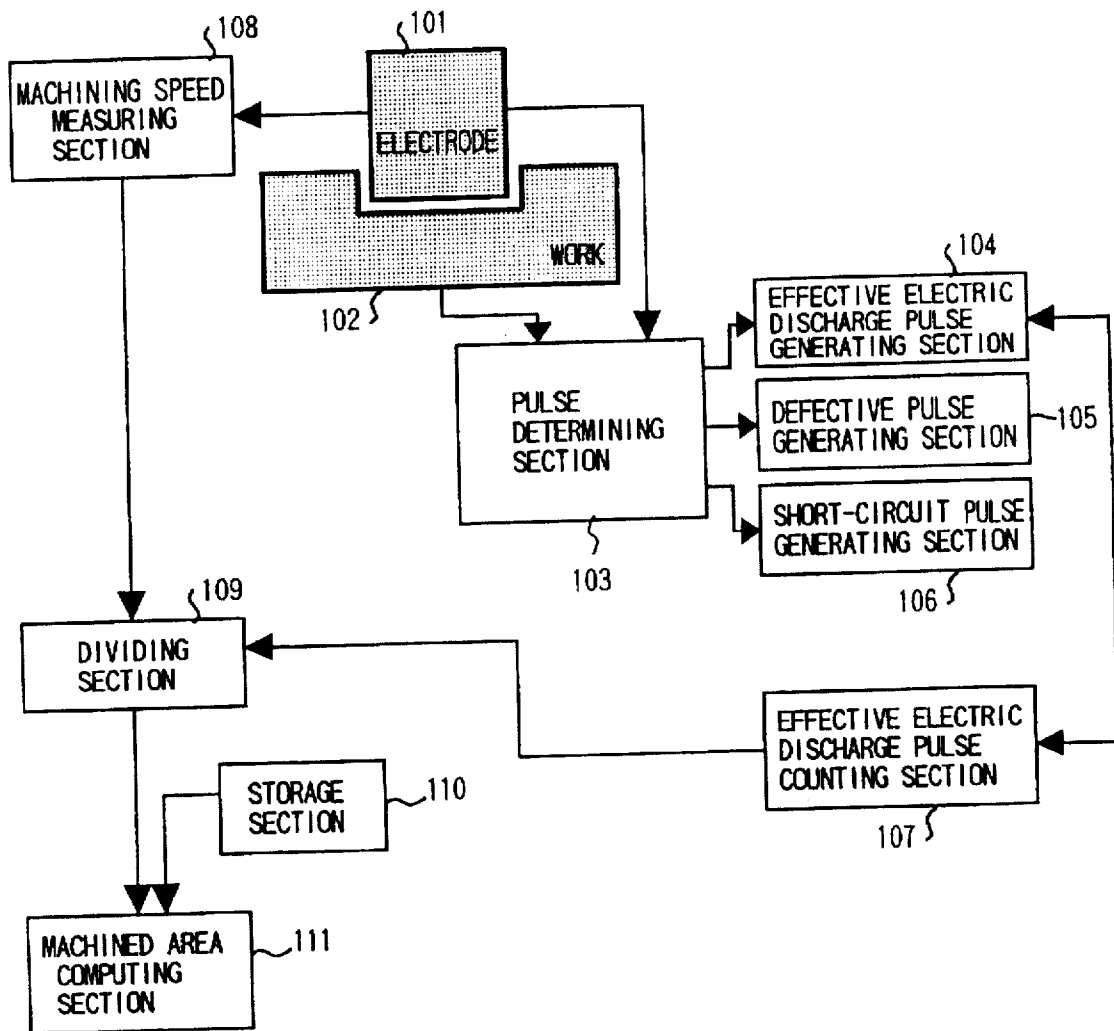 108
101
MACHINING SPEED
MEASURING
SECTION
ELECTRODE
WORK
102
104
EFFECTIVE ELECTRIC
DISCHARGE PULSE
GENERATING SECTION
PULSE
DETERMINING
SECTION
103
DEFECTIVE PULSE
GENERATING SECTION
105
SHORT-CIRCUIT PULSE
GENERATING SECTION
106
109
DIVIDING
SECTION
EFFECTIVE ELECTRIC
DISCHARGE PULSE
COUNTING SECTION
107
STORAGE
SECTION
110
MACHINED AREA
COMPUTING
SECTION
111